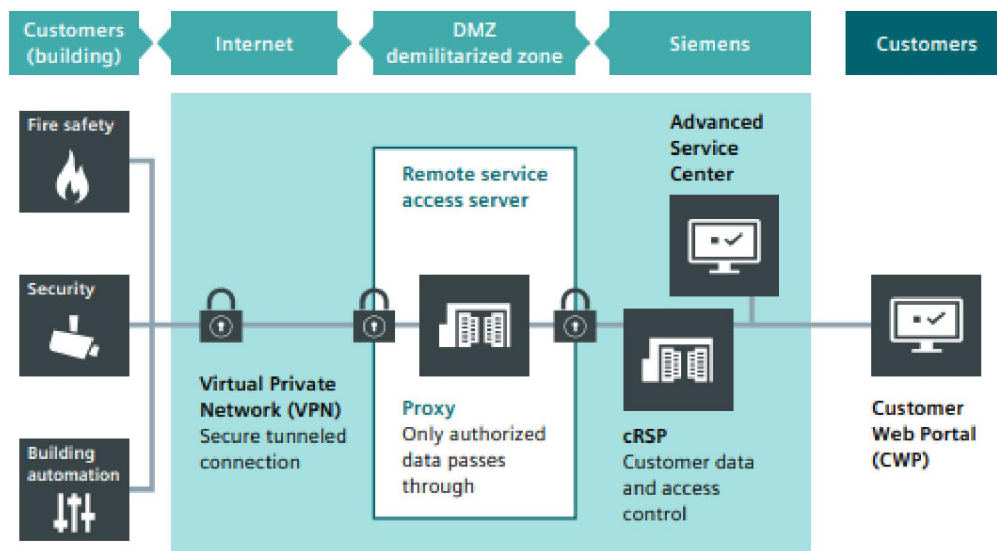 Customers
(building)
Internet
DMZ
demilitarized zone
Siemens
Customers
Fire safety
Security
Building
automation
Virtual Private
Network (VPN)
Secure tunneled
connection
Remote service
access server
Proxy
Only authorized
data passes
through
Advanced
Service
Center
cRSP
Customer data
and access
control
Customer
Web Portal
(CWP)